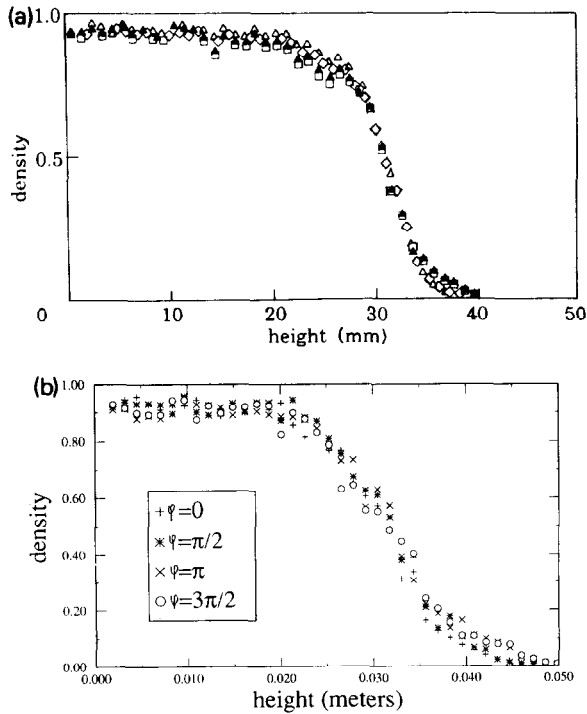 (a)
1.0
0.5
0
density
10
20
30
40
50
height (mm)
(b)
1.00
0.80
0.60
0.40
0.20
0.00
density
+ φ=0
* φ=π/2
× φ=π
○ φ=3π/2
0.000
0.010
0.020
0.030
0.040
0.050
height (meters)